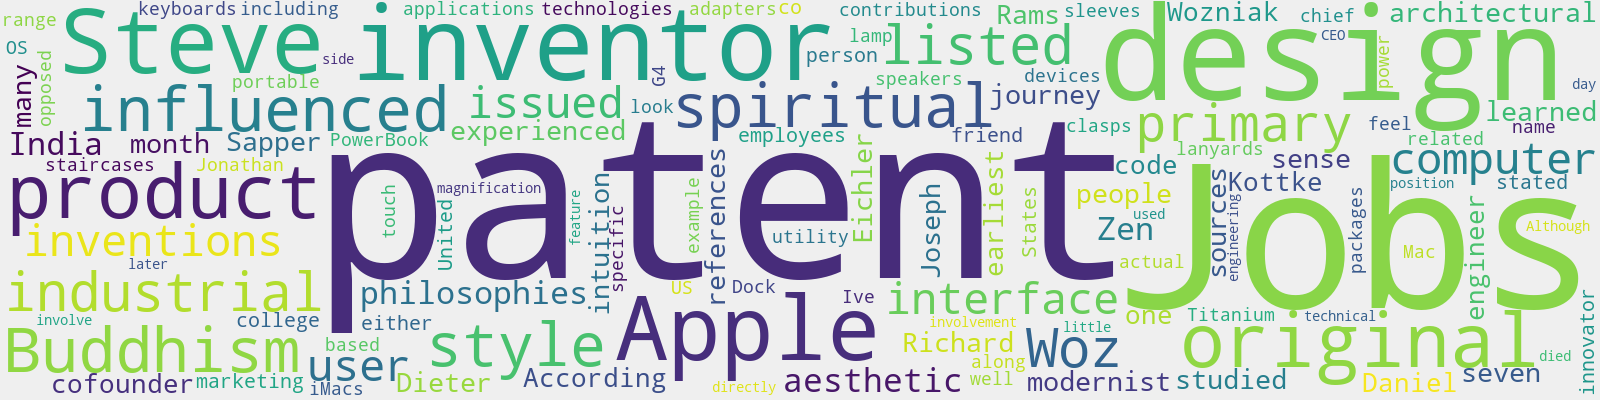 range
keyboards
including
applications
technologies
adapters
co
contributions
Rams
sleeves
Wozniak
chief
architectural
OS
opposed
many
Steve
side
inventor
G4
person
lamp
listed
design
CEO
power
portable
influenced
issued
look
spiritual
speakers
devices
journey
day
learned
India
month
Sapper
PowerBook
experienced
employees
friend
clasps
primary
feel
related
name
staircases
Jonathan
patent
lanyards
code
sense
computer
product
touch
magnification
United
feature
intuition
specific
example
references
utility
Eichler
Joseph
earliest
States
people
Zen
used
sources
Kottke
engineering
packages
position
stated
Jobs
Mac
engineer
Although
inventions
later
actual
industrial
philosophies
US
Dock
Ive
interface
one
Titanium
technical
innovator
involve
college
either
Buddhism
based
user
style
Apple
involvement
Richard
along
well
little
Woz
original
died
cofounder
marketing
iMacs
Dieter
According
directly
aesthetic
modernist
studied
Daniel
seven